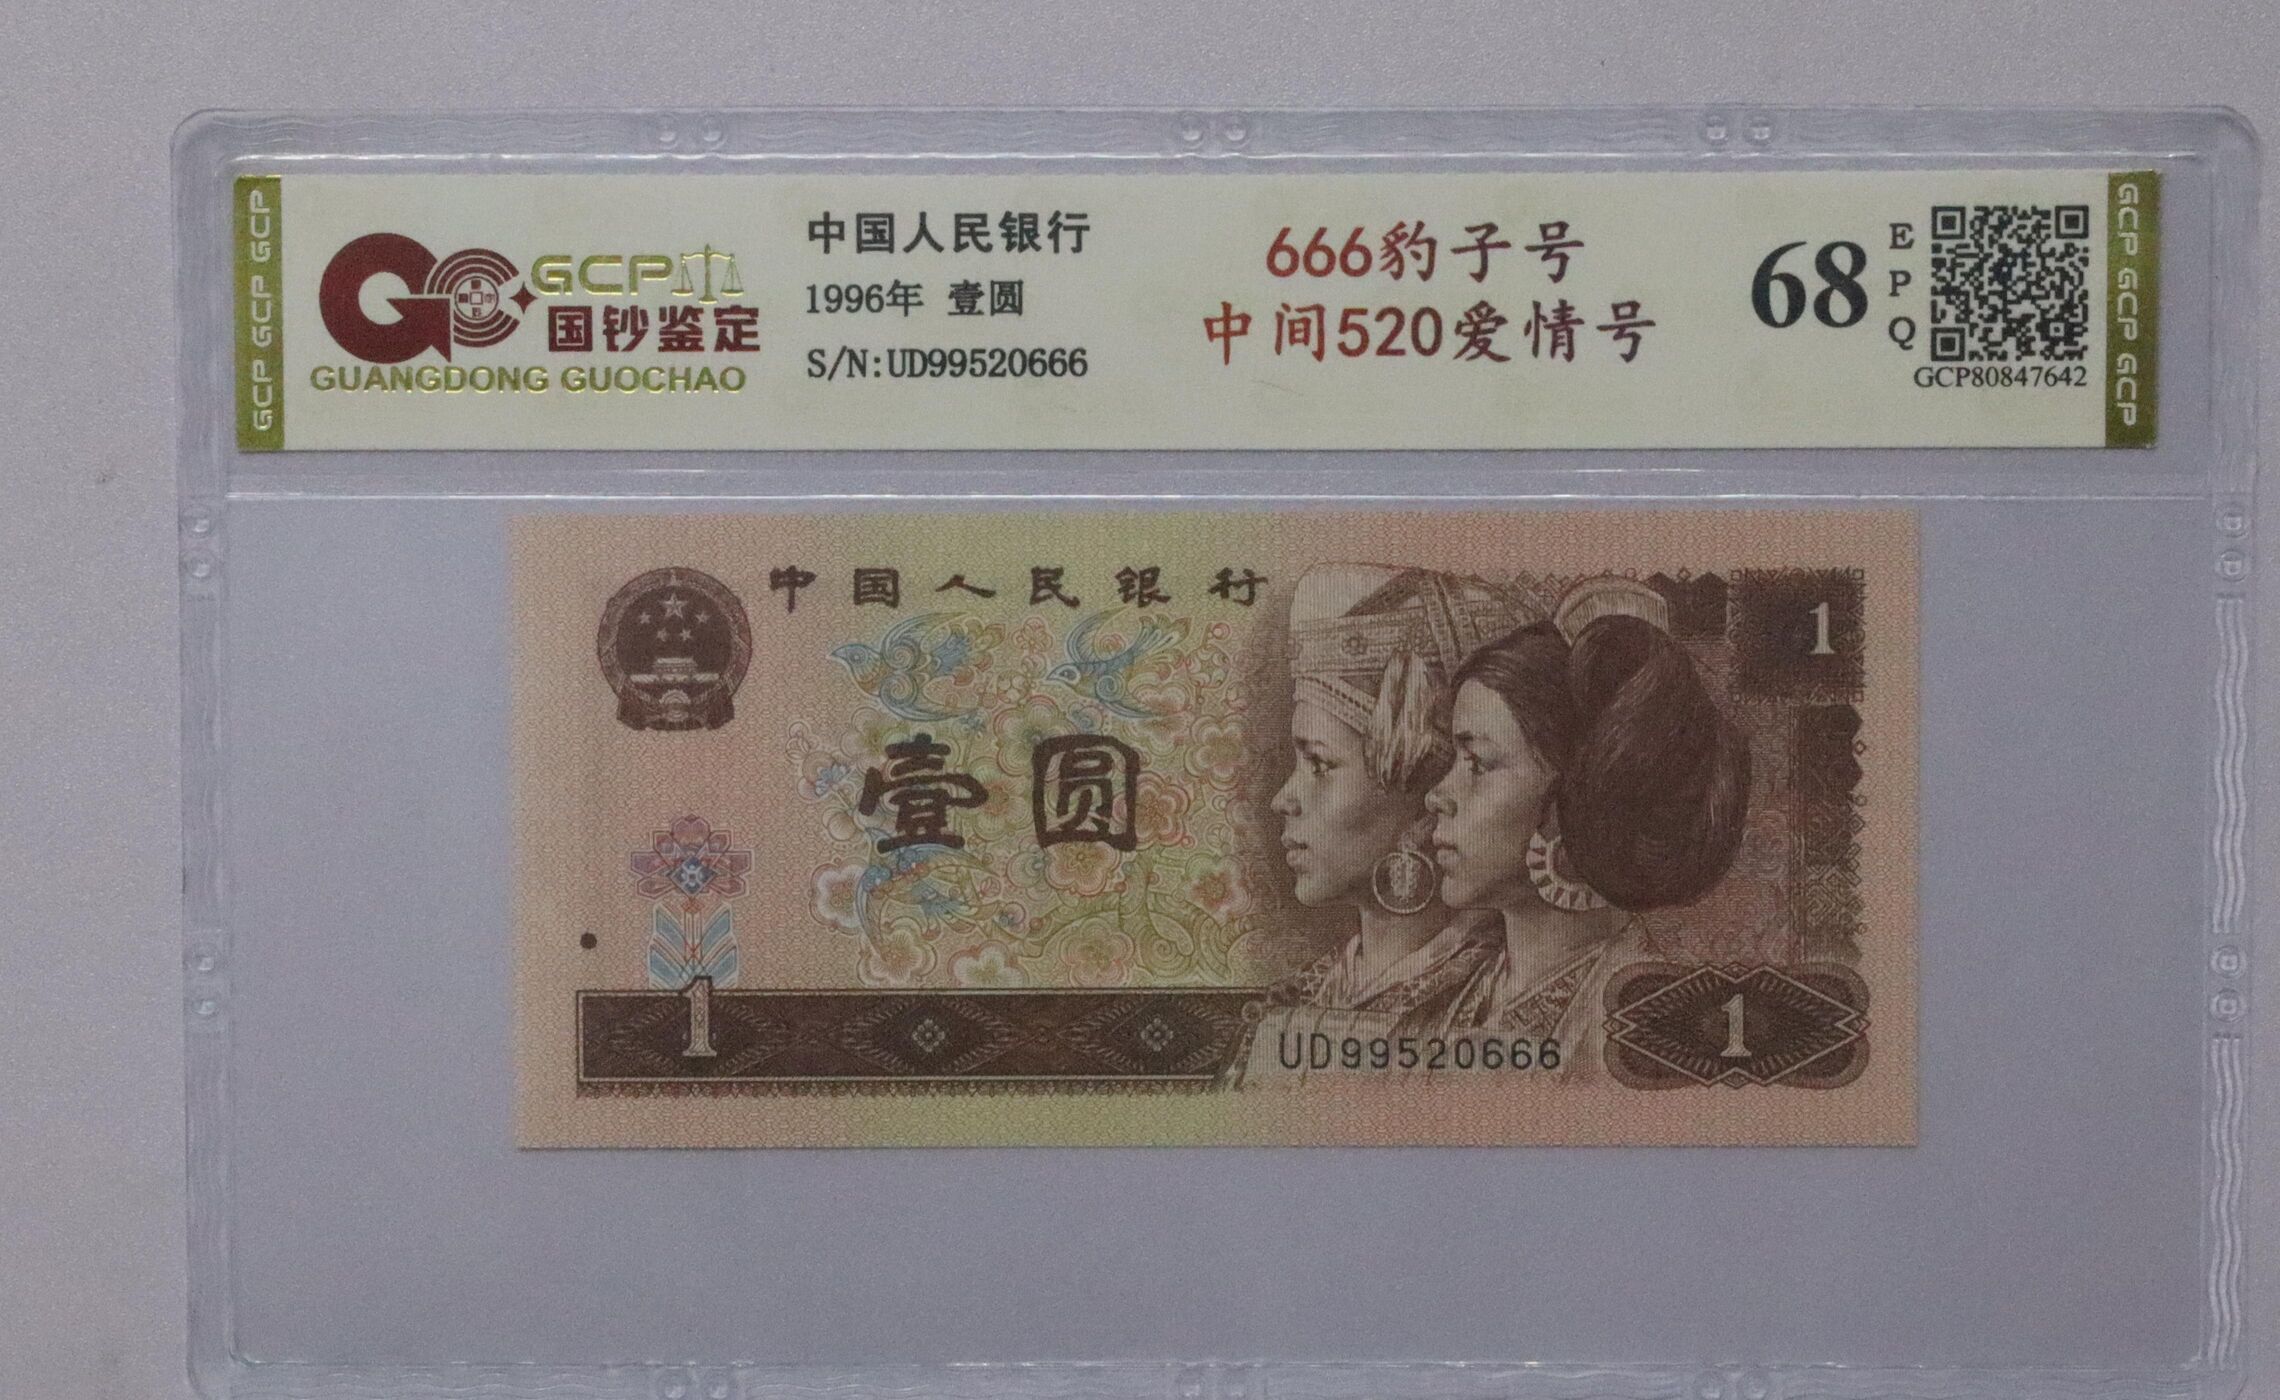 GCP GCP GCP
GCP
国钞鉴定
GUANGDONG GUOCHAO
中国人民银行
1996年 壹圆
S/N:UD99520666
666豹子号
中间520爱情号
68
EPQ
GCP80847642
GCP GCP GCP
中国人民银行
1
壹圆
1
UD99520666
1